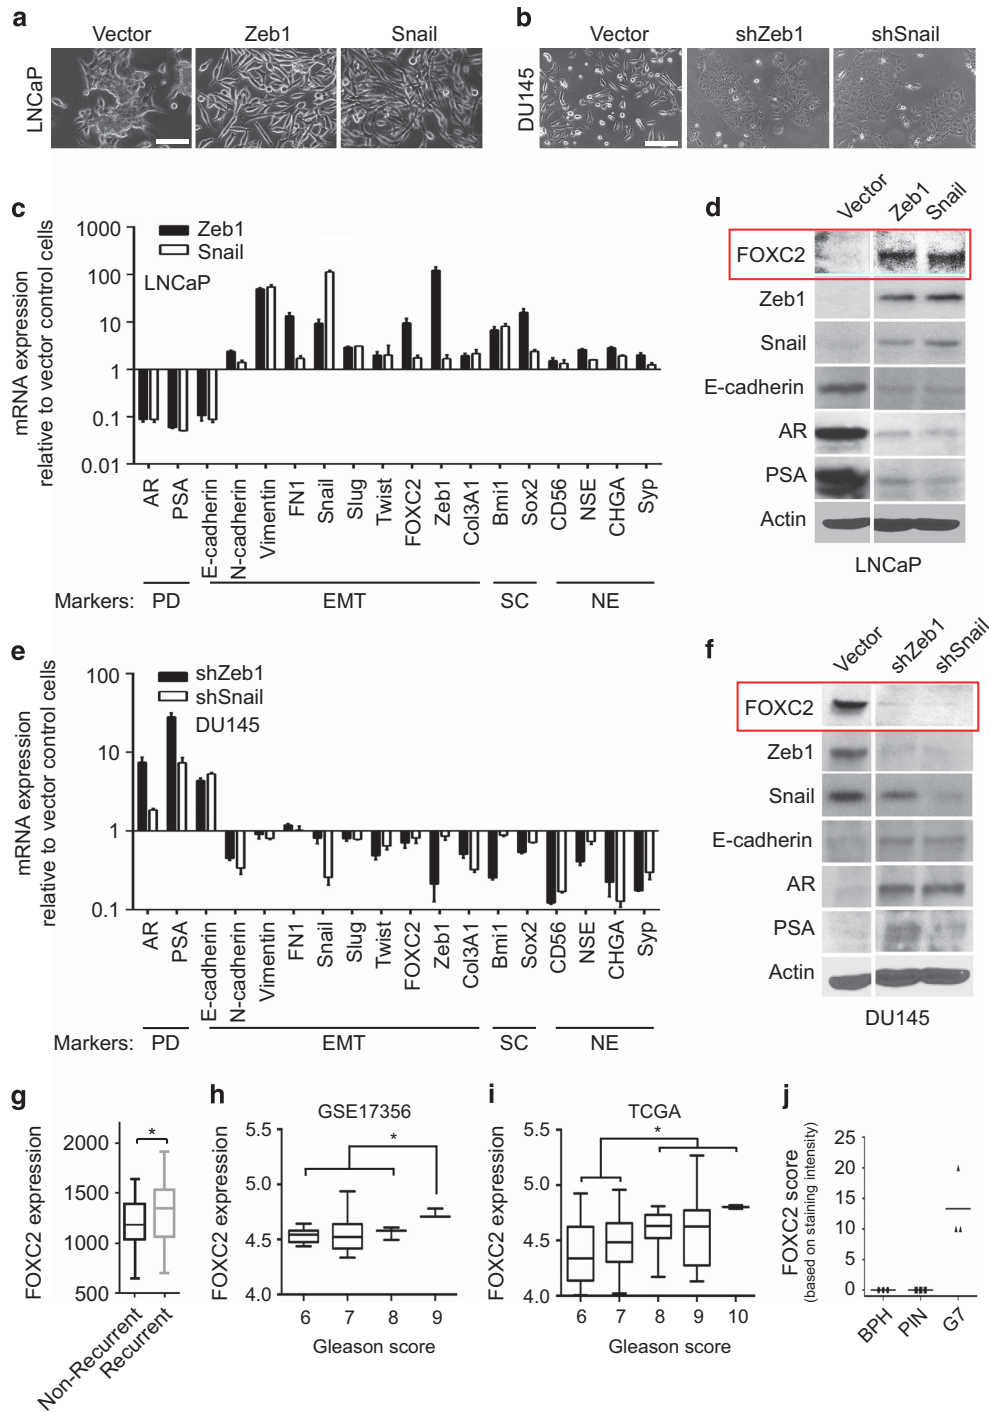 a
Vector Zeb1 Snail
LNCaP
b
Vector shZeb1 shSnail
DU145
c
mRNA expression
relative to vector control cells
1000
100
10
1
0.1
0.01
Zeb1
Snail
LNCaP
AR PSA E-cadherin N-cadherin Vimentin FN1 Snail Slug Twist FOXC2 Zeb1 Col3A1 Bmi1 Sox2 CD56 NSE CHGA Syp
Markers: PD EMT SC NE
d
Vector Zeb1 Snail
FOXC2
Zeb1
Snail
E-cadherin
AR
PSA
Actin
LNCaP
e
mRNA expression
relative to vector control cells
100
10
1
0.1
shZeb1
shSnail
DU145
AR PSA E-cadherin N-cadherin Vimentin FN1 Snail Slug Twist FOXC2 Zeb1 Col3A1 Bmi1 Sox2 CD56 NSE CHGA Syp
Markers: PD EMT SC NE
f
Vector shZeb1 shSnail
FOXC2
Zeb1
Snail
E-cadherin
AR
PSA
Actin
DU145
g
FOXC2 expression
2000
1500
1000
500
*
Non-Recurrent
Recurrent
h
GSE17356
FOXC2 expression
5.5
5.0
4.5
4.0
*
6 7 8 9
Gleason score
i
TCGA
FOXC2 expression
5.5
5.0
4.5
4.0
*
6 7 8 9 10
Gleason score
j
FOXC2 score
(based on staining intensity)
25
20
15
10
5
0
BPH PIN G7